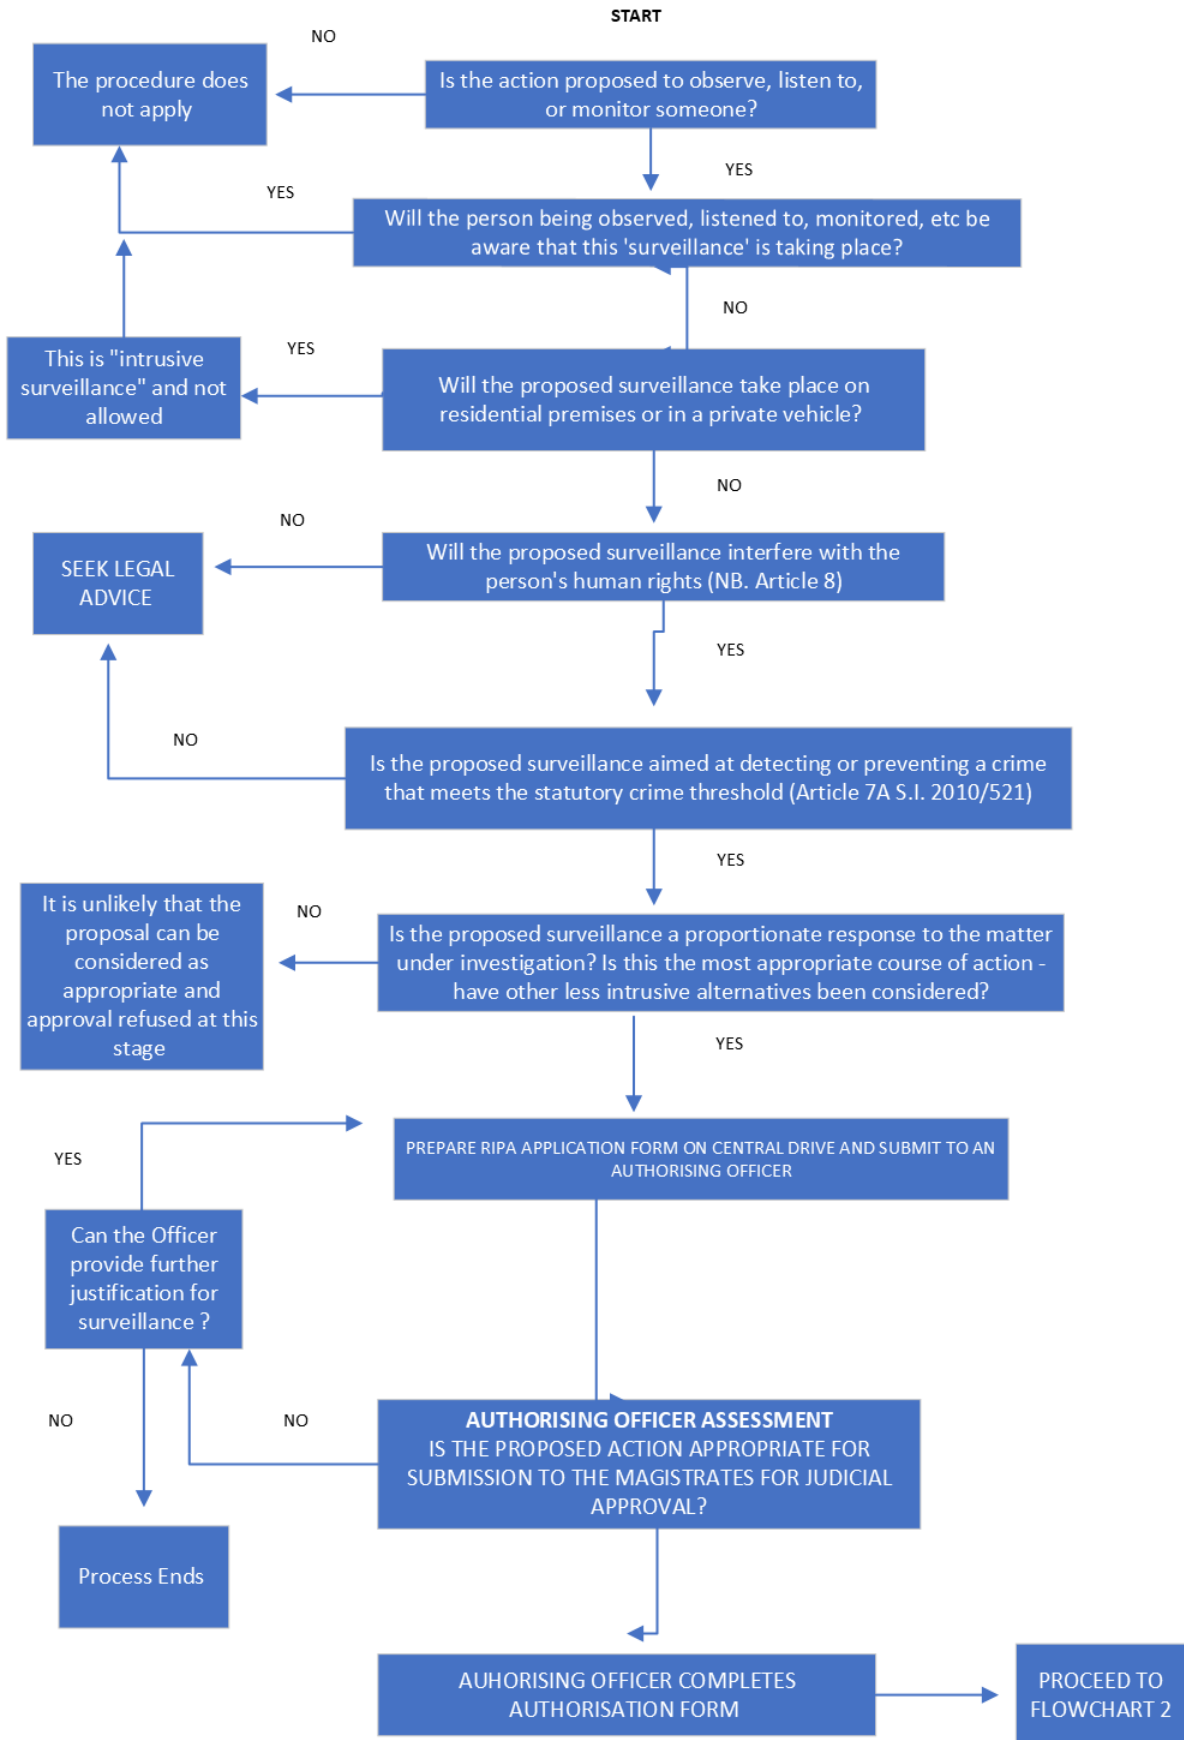 START
NO
The procedure does
not apply
Is the action proposed to observe, listen to,
or monitor someone?
YES
YES
Will the person being observed, listened to, monitored, etc be
aware that this 'surveillance' is taking place?
NO
This is "intrusive
surveillance" and not
allowed
YES
Will the proposed surveillance take place on
residential premises or in a private vehicle?
NO
NO
SEEK LEGAL
ADVICE
Will the proposed surveillance interfere with the
person's human rights (NB. Article 8)
YES
NO
Is the proposed surveillance aimed at detecting or preventing a crime
that meets the statutory crime threshold (Article 7A S.I. 2010/521)
YES
It is unlikely that the
proposal can be
considered as
appropriate and
approval refused at this
stage
NO
Is the proposed surveillance a proportionate response to the matter
under investigation? Is this the most appropriate course of action -
have other less intrusive alternatives been considered?
YES
YES
PREPARE RIPA APPLICATION FORM ON CENTRAL DRIVE AND SUBMIT TO AN
AUTHORISING OFFICER
Can the Officer
provide further
justification for
surveillance ?
NO
NO
AUTHORISING OFFICER ASSESSMENT
IS THE PROPOSED ACTION APPROPRIATE FOR
SUBMISSION TO THE MAGISTRATES FOR JUDICIAL
APPROVAL?
Process Ends
AUHORISING OFFICER COMPLETES
AUTHORISATION FORM
PROCEED TO
FLOWCHART 2